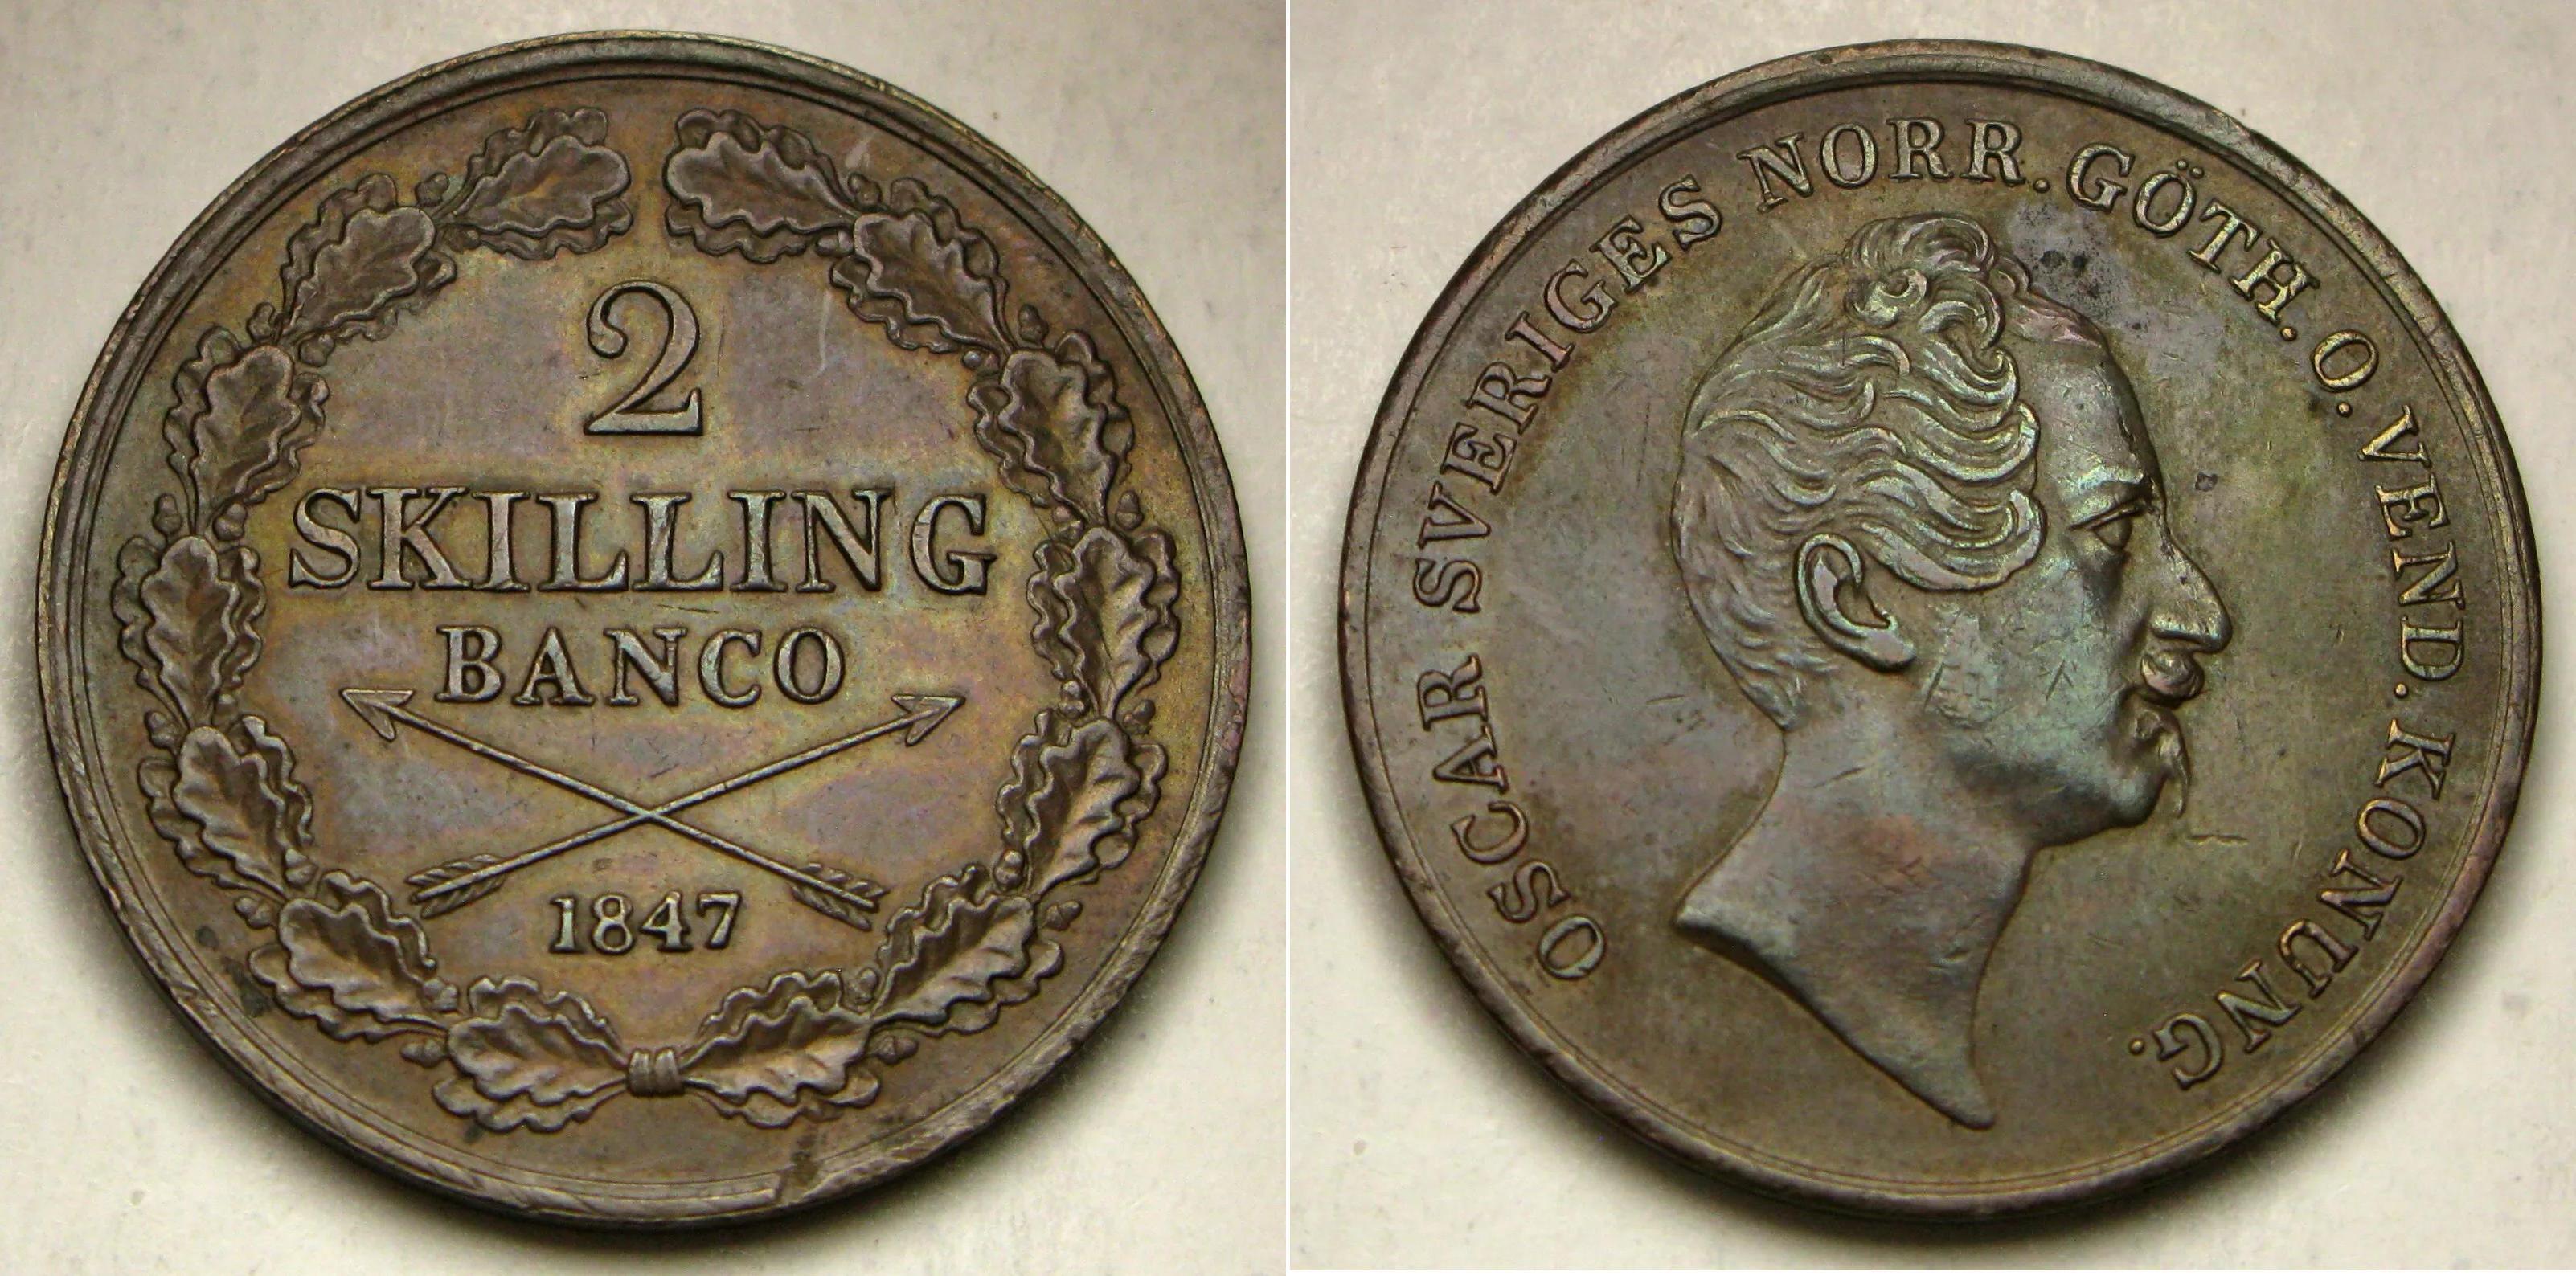 2
SKILLING
BANCO
1847
OSCAR SVERIGES NORR. GÖTH. O. VEND. KONUNG.